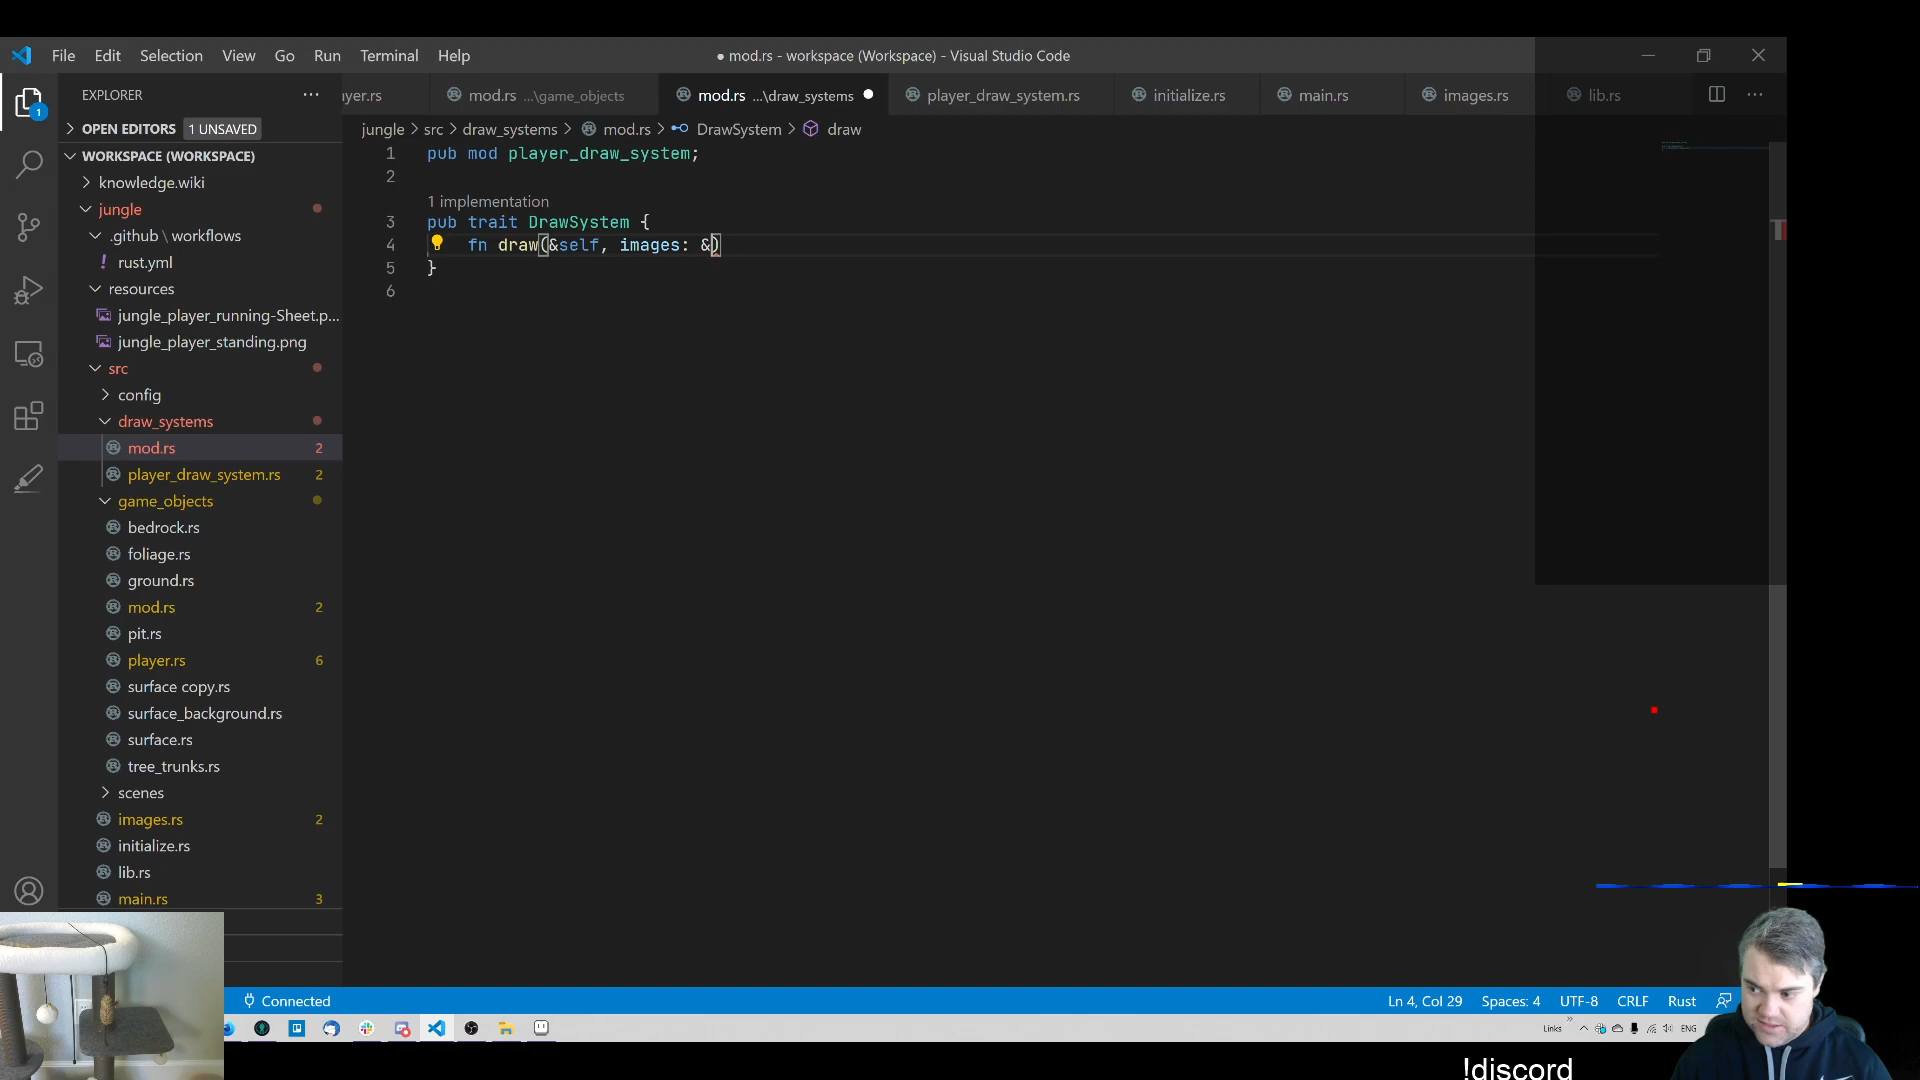 File Edit Selection View Go Run Terminal Help
● mod.rs - workspace (Workspace) - Visual Studio Code
EXPLORER
yer.rs
mod.rs ...\game_objects
mod.rs ...\draw_systems
player_draw_system.rs
initialize.rs
main.rs
images.rs
lib.rs
OPEN EDITORS 1 UNSAVED
jungle > src > draw_systems > mod.rs > DrawSystem > draw
WORKSPACE (WORKSPACE)
knowledge.wiki
jungle
.github \ workflows
! rust.yml
resources
jungle_player_running-Sheet.p...
jungle_player_standing.png
src
config
draw_systems
mod.rs 2
player_draw_system.rs 2
game_objects
bedrock.rs
foliage.rs
ground.rs
mod.rs 2
pit.rs
player.rs 6
surface copy.rs
surface_background.rs
surface.rs
tree_trunks.rs
scenes
images.rs 2
initialize.rs
lib.rs
main.rs 3
1
1 pub mod player_draw_system;
2
1 implementation
3 pub trait DrawSystem {
4 fn draw(&self, images: &)
5 }
6
Connected
Ln 4, Col 29 Spaces: 4 UTF-8 CRLF Rust
Links » ENG
!discord